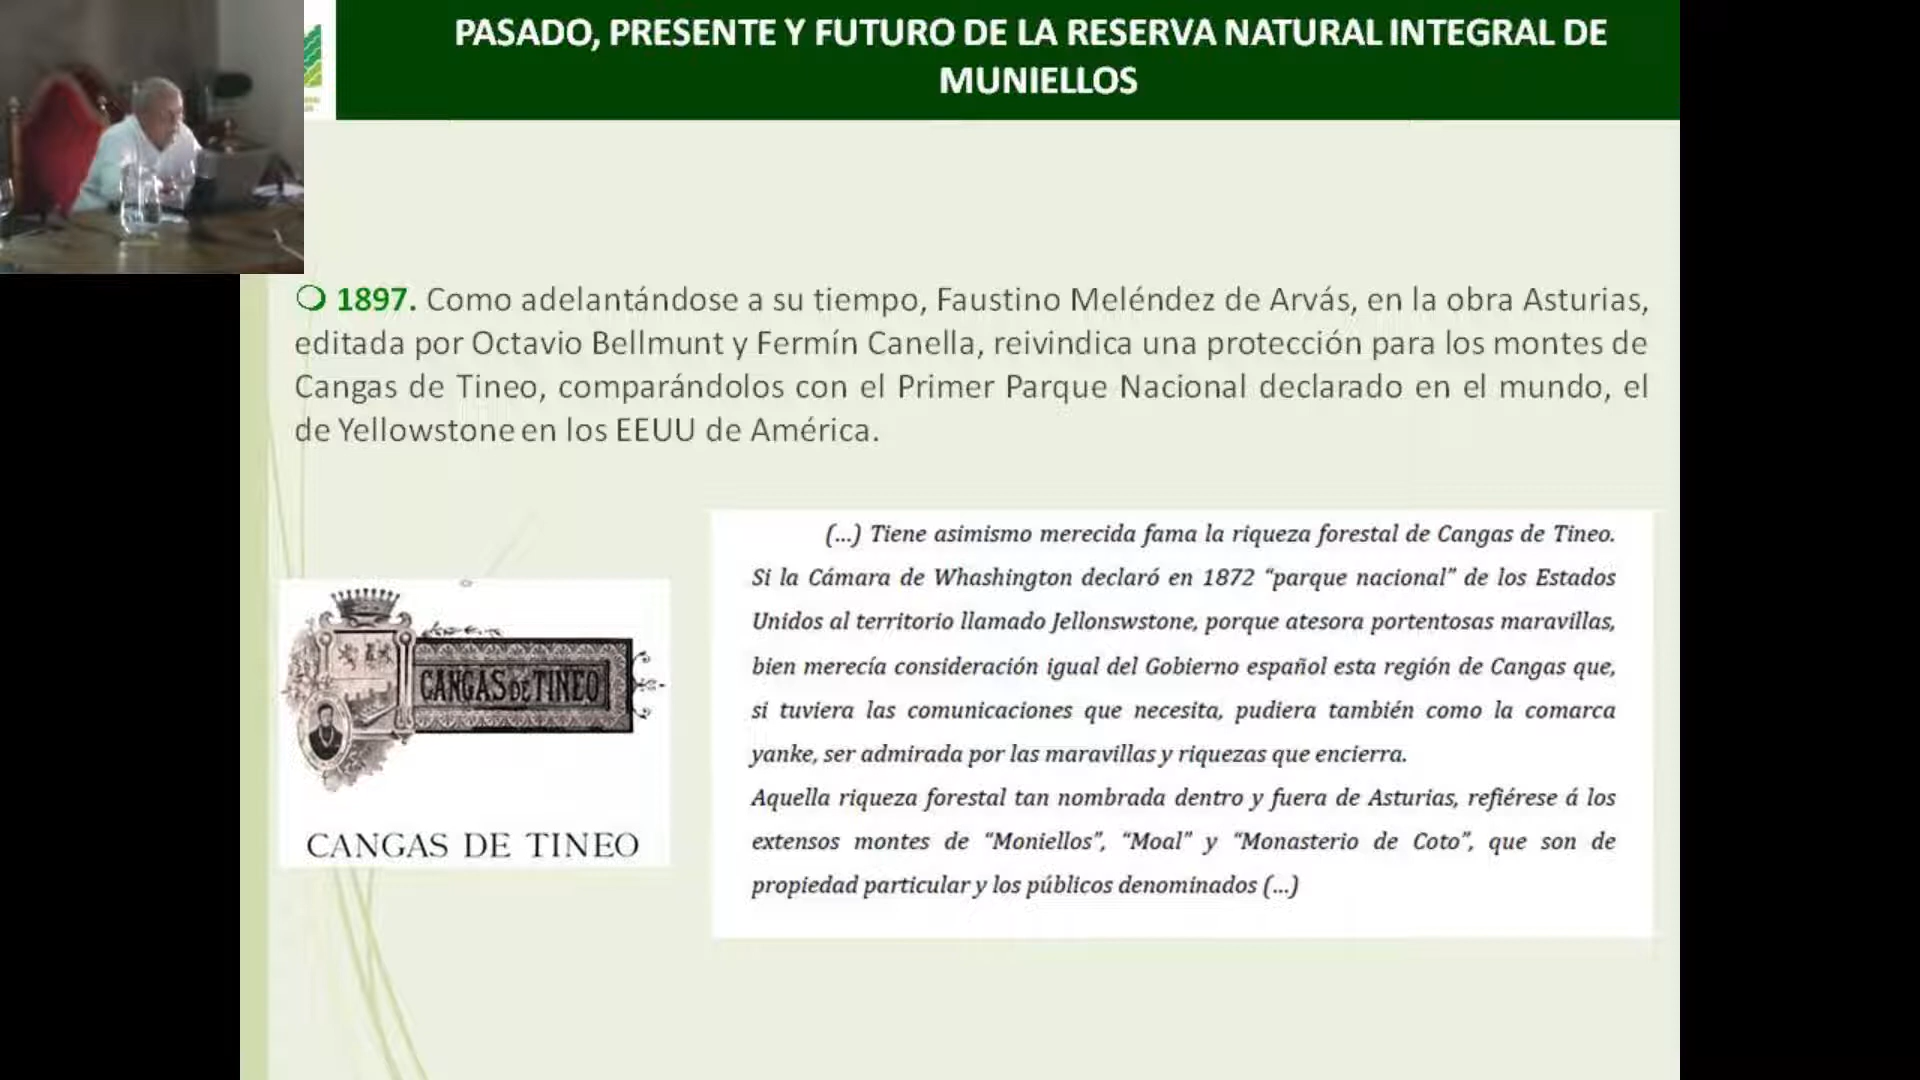 PASADO, PRESENTE Y FUTURO DE LA RESERVA NATURAL INTEGRAL DE
MUNIELLOS
1897. Como adelantándose a su tiempo, Faustino Meléndez de Arvás, en la obra Asturias,
editada por Octavio Bellmunt y Fermín Canella, reivindica una protección para los montes de
Cangas de Tineo, comparándolos con el Primer Parque Nacional declarado en el mundo, el
de Yellowstone en los EEUU de América.
(...) Tiene asimismo merecida fama la riqueza forestal de Cangas de Tineo.
Si la Cámara de Whashington declaró en 1872 “parque nacional” de los Estados
Unidos al territorio llamado Jellonswstone, porque atesora portentosas maravillas,
bien merecía consideración igual del Gobierno español esta región de Cangas que,
si tuviera las comunicaciones que necesita, pudiera también como la comarca
yanke, ser admirada por las maravillas y riquezas que encierra.
Aquella riqueza forestal tan nombrada dentro y fuera de Asturias, refiérese á los
extensos montes de “Moniellos”, “Moal” y “Monasterio de Coto”, que son de
propiedad particular y los públicos denominados (...)
CANGAS DE TINEO
CANGAS DE TINEO